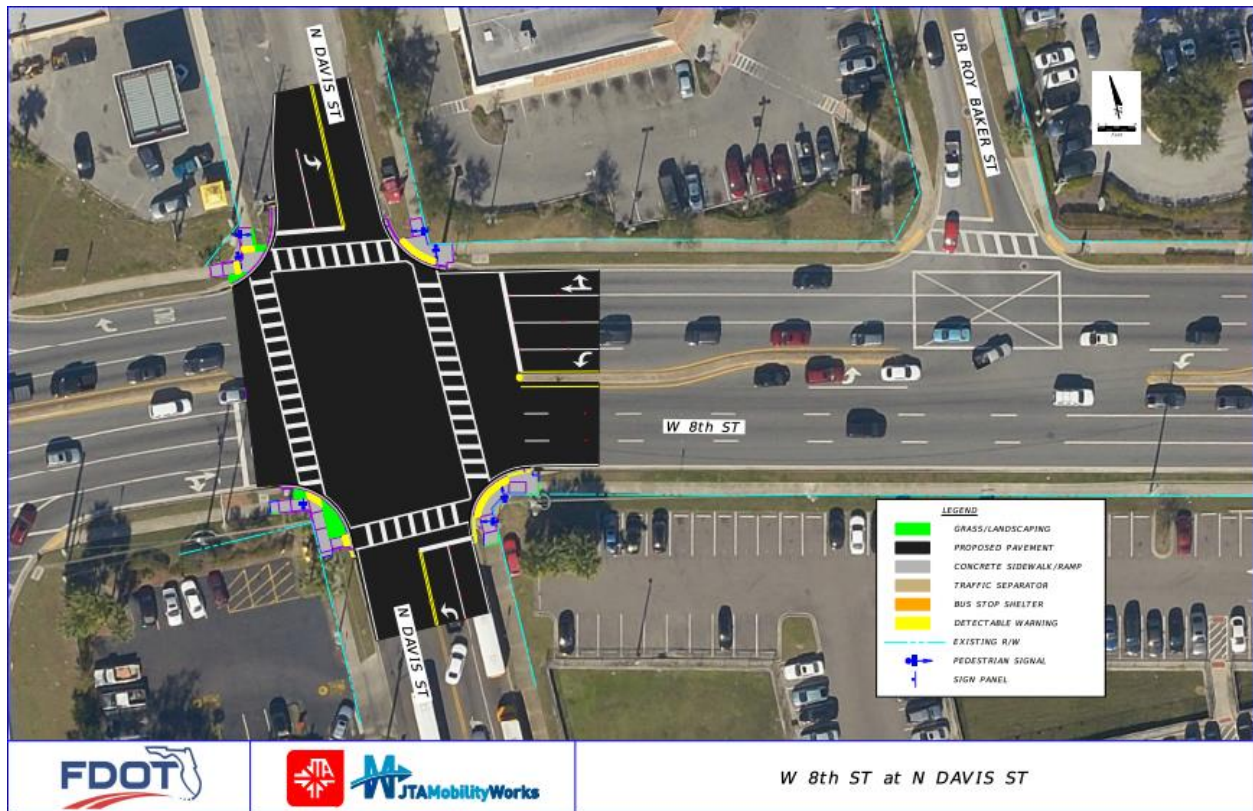 N DAVIS ST
DR ROY BAKER ST
W 8th ST
N DAVIS ST
LEGEND
GRASS/LANDSCAPING
PROPOSED PAVEMENT
CONCRETE SIDEWALK/RAMP
TRAFFIC SEPARATOR
BUS STOP SHELTER
DETECTABLE WARNING
EXISTING R/W
PEDESTRIAN SIGNAL
SIGN PANEL
FDOT
JTA
JTAMobilityWorks
W 8th ST at N DAVIS ST